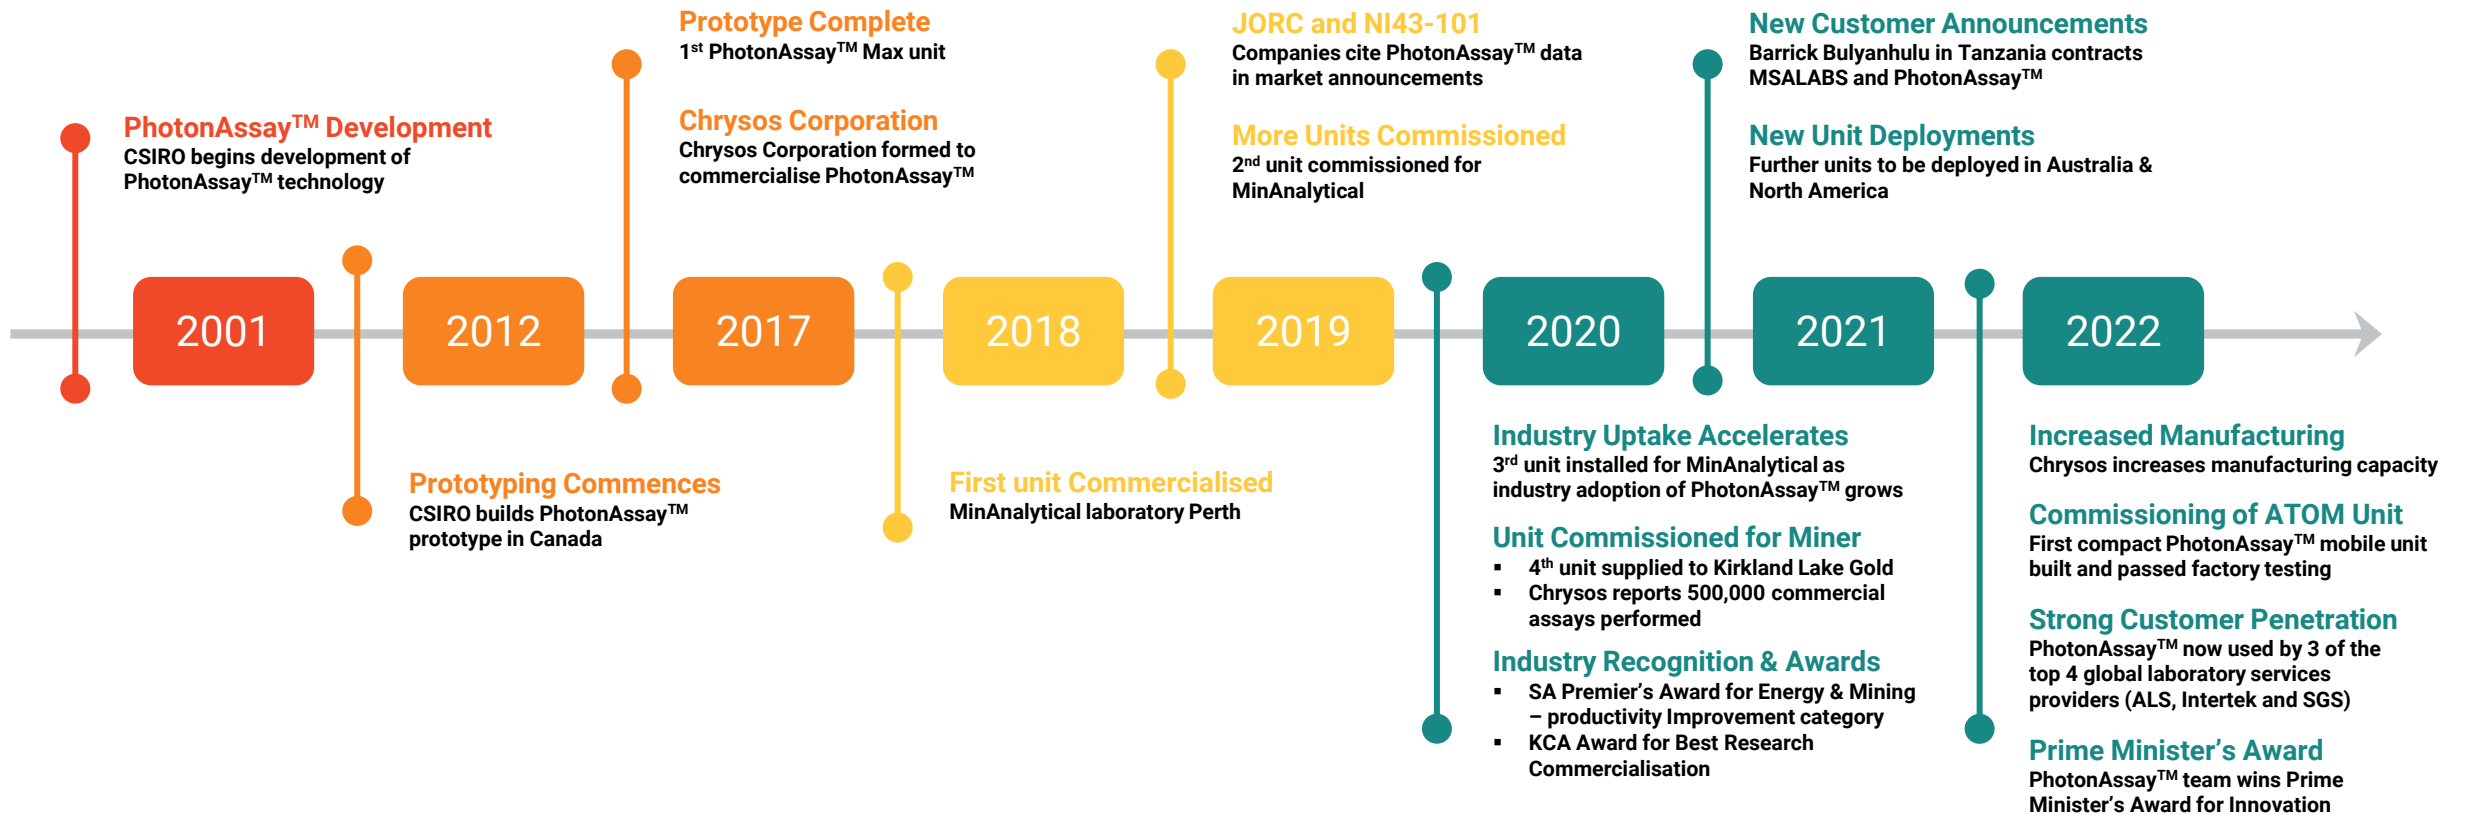 PhotonAssay™ Development
CSIRO begins development of
PhotonAssay™ technology
2001
2012
Prototyping Commences
CSIRO builds PhotonAssay™
prototype in Canada
Prototype Complete
1st PhotonAssay™ Max unit
Chrysos Corporation
Chrysos Corporation formed to
commercialise PhotonAssay™
2017
2018
First unit Commercialised
MinAnalytical laboratory Perth
JORC and NI43-101
Companies cite PhotonAssay™ data
in market announcements
More Units Commissioned
2nd unit commissioned for
MinAnalytical
2019
2020
Industry Uptake Accelerates
3rd unit installed for MinAnalytical as
industry adoption of PhotonAssay™ grows
Unit Commissioned for Miner
▪ 4th unit supplied to Kirkland Lake Gold
▪ Chrysos reports 500,000 commercial
assays performed
Industry Recognition & Awards
▪ SA Premier’s Award for Energy & Mining
– productivity Improvement category
▪ KCA Award for Best Research
Commercialisation
New Customer Announcements
Barrick Bulyanhulu in Tanzania contracts
MSALABS and PhotonAssay™
New Unit Deployments
Further units to be deployed in Australia &
North America
2021
2022
Increased Manufacturing
Chrysos increases manufacturing capacity
Commissioning of ATOM Unit
First compact PhotonAssay™ mobile unit
built and passed factory testing
Strong Customer Penetration
PhotonAssay™ now used by 3 of the
top 4 global laboratory services
providers (ALS, Intertek and SGS)
Prime Minister’s Award
PhotonAssay™ team wins Prime
Minister’s Award for Innovation